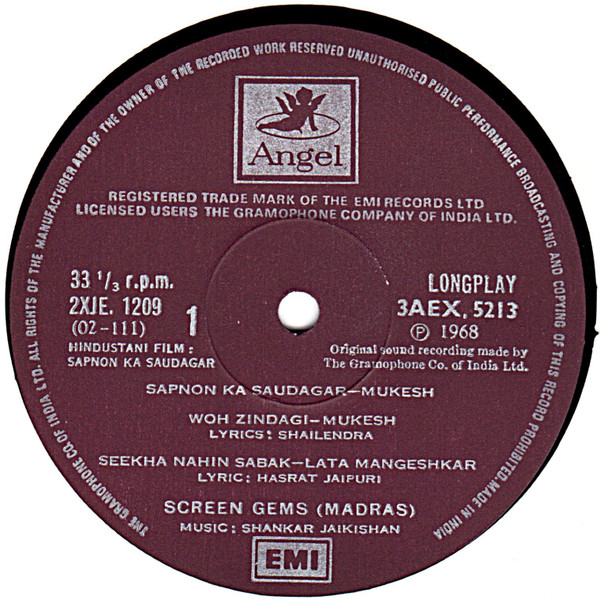 ALL RIGHTS OF THE MANUFACTURER AND OF THE OWNER OF THE RECORDED WORK RESERVED UNAUTHORISED PUBLIC PERFORMANCE BROADCASTING AND COPYING OF THIS RECORD PROHIBITED. MADE IN INDIA
THE GRAMOPHONE CO. OF INDIA LTD.
Angel
REGISTERED TRADE MARK OF THE EMI RECORDS LTD
LICENSED USERS THE GRAMOPHONE COMPANY OF INDIA LTD.
33 1/3 r.p.m.
2XJE. 1209
(O2-111)
1
HINDUSTANI FILM :
SAPNON KA SAUDAGAR
LONGPLAY
3AEX. 5213
Ⓟ 1968
Original sound recording made by
The Gramophone Co. of India Ltd.
SAPNON KA SAUDAGAR—MUKESH
WOH ZINDAGI—MUKESH
LYRICS: SHAILENDRA
SEEKHA NAHIN SABAK—LATA MANGESHKAR
LYRIC: HASRAT JAIPURI
SCREEN GEMS (MADRAS)
MUSIC: SHANKAR JAIKISHAN
EMI